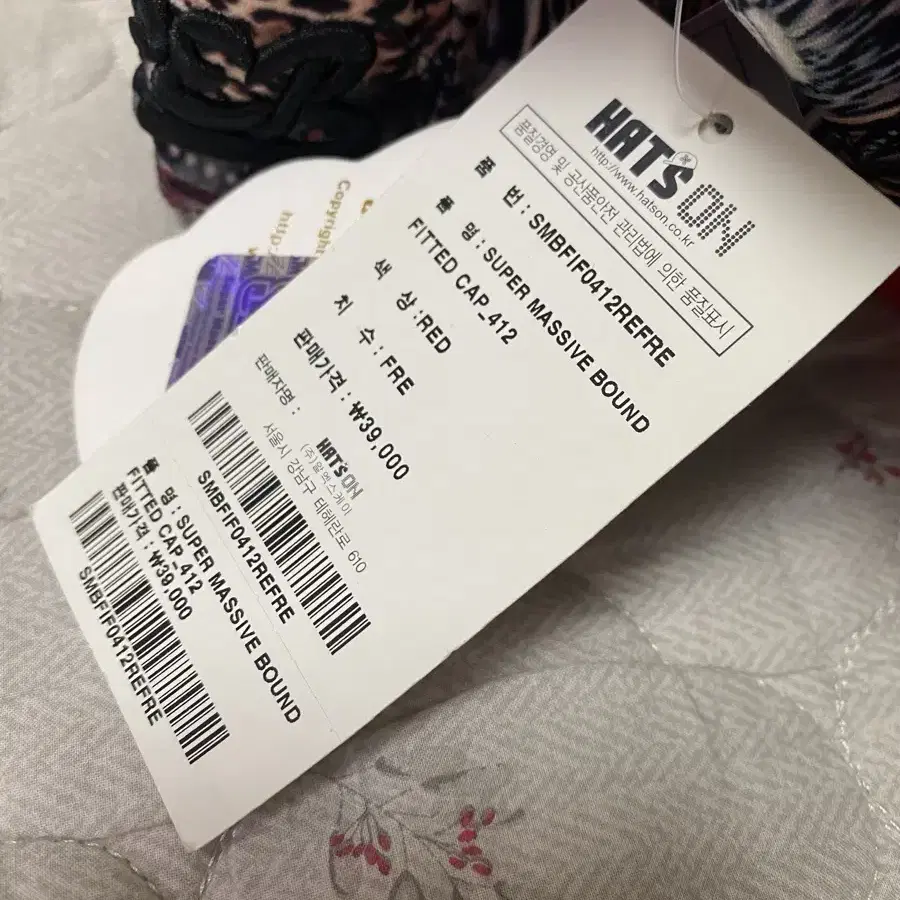 HAT'S ON
http://www.hatson.co.kr
품질경영 및 공산품안전 관리법에 의한 품질표시
품 번 : SMBFIF0412REFRE
품 명 : SUPER MASSIVE BOUND
FITTED CAP_412
색 상 : RED
치 수 : FRE
판매가격 : ₩39,000
판매자명 :
HAT'S ON
서울시 강남구 테헤란로 610
SMBFIF0412REFRE
품 명 : SUPER MASSIVE BOUND
FITTED CAP_412
판매가격 : ₩39,000
SMBFIF0412REFRE
Copyright